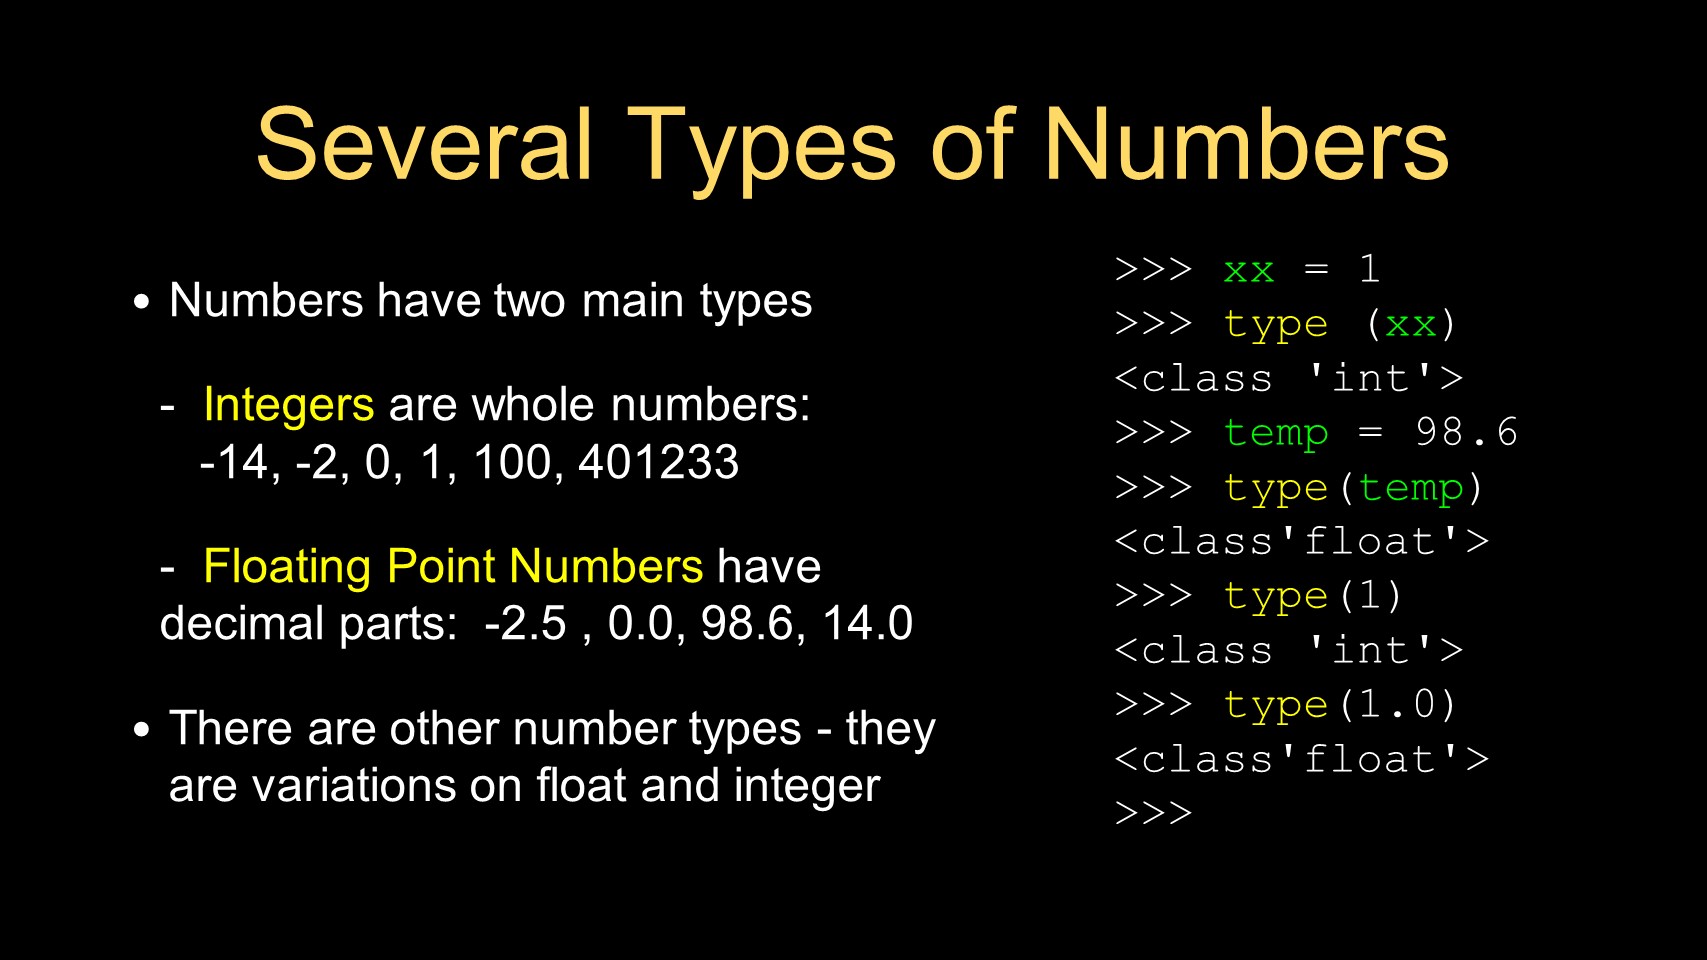 Several Types of Numbers
• Numbers have two main types
- Integers are whole numbers:
-14, -2, 0, 1, 100, 401233
- Floating Point Numbers have
decimal parts: -2.5 , 0.0, 98.6, 14.0
• There are other number types - they
are variations on float and integer
>>> xx = 1
>>> type (xx)
<class 'int'>
>>> temp = 98.6
>>> type(temp)
<class'float'>
>>> type(1)
<class 'int'>
>>> type(1.0)
<class'float'>
>>>